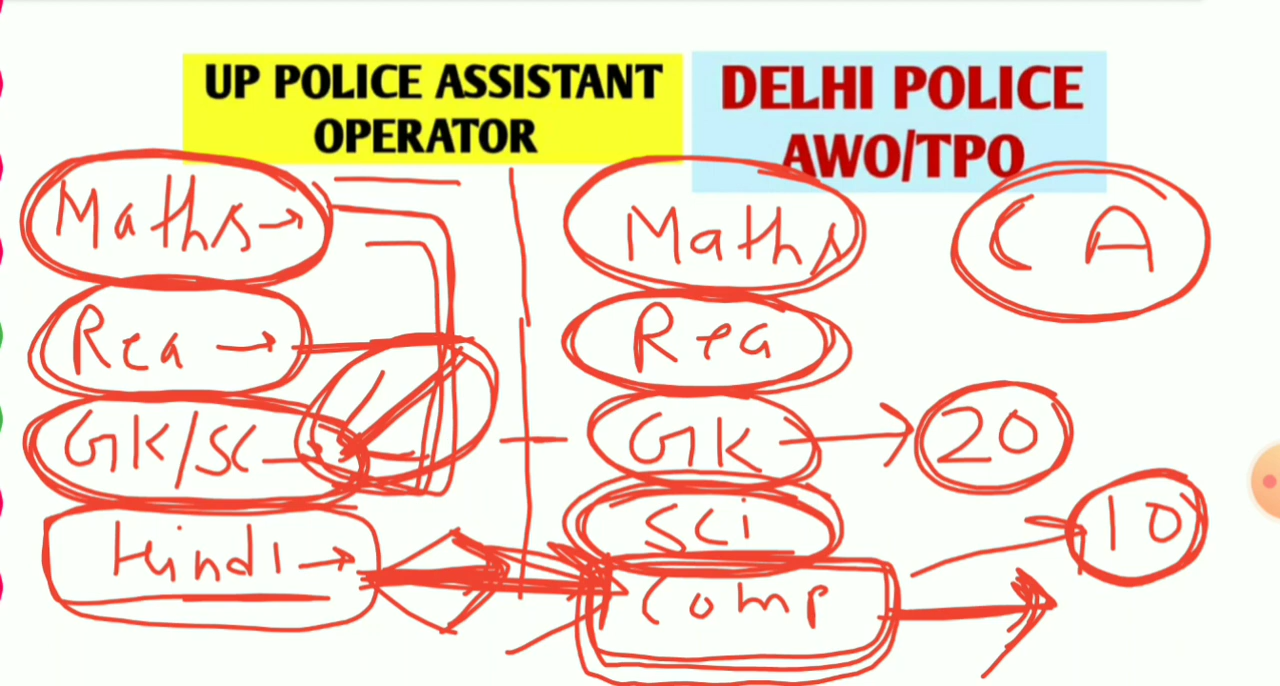 UP POLICE ASSISTANT
OPERATOR
Maths →
Rea →
GK/SC
Hindi →
DELHI POLICE
AWO/TPO
Maths
CA
Rea
GK → 20
Sci
10
Comp